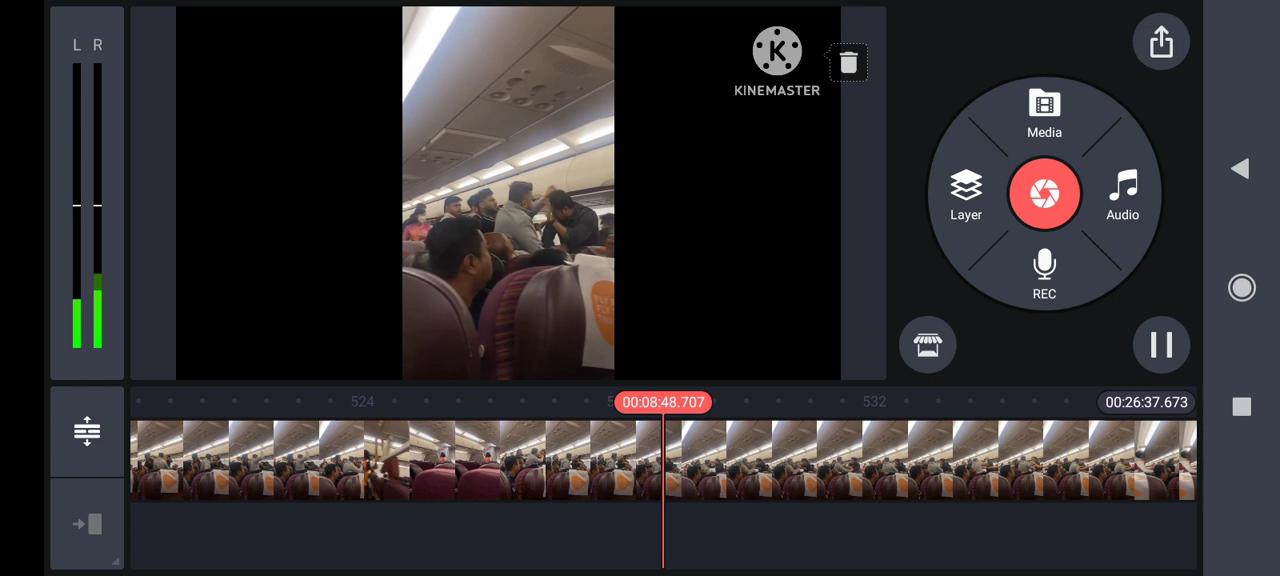 L R
K
KINEMASTER
Media
Layer
Audio
REC
524
00:08:48.707
532
00:26:37.673